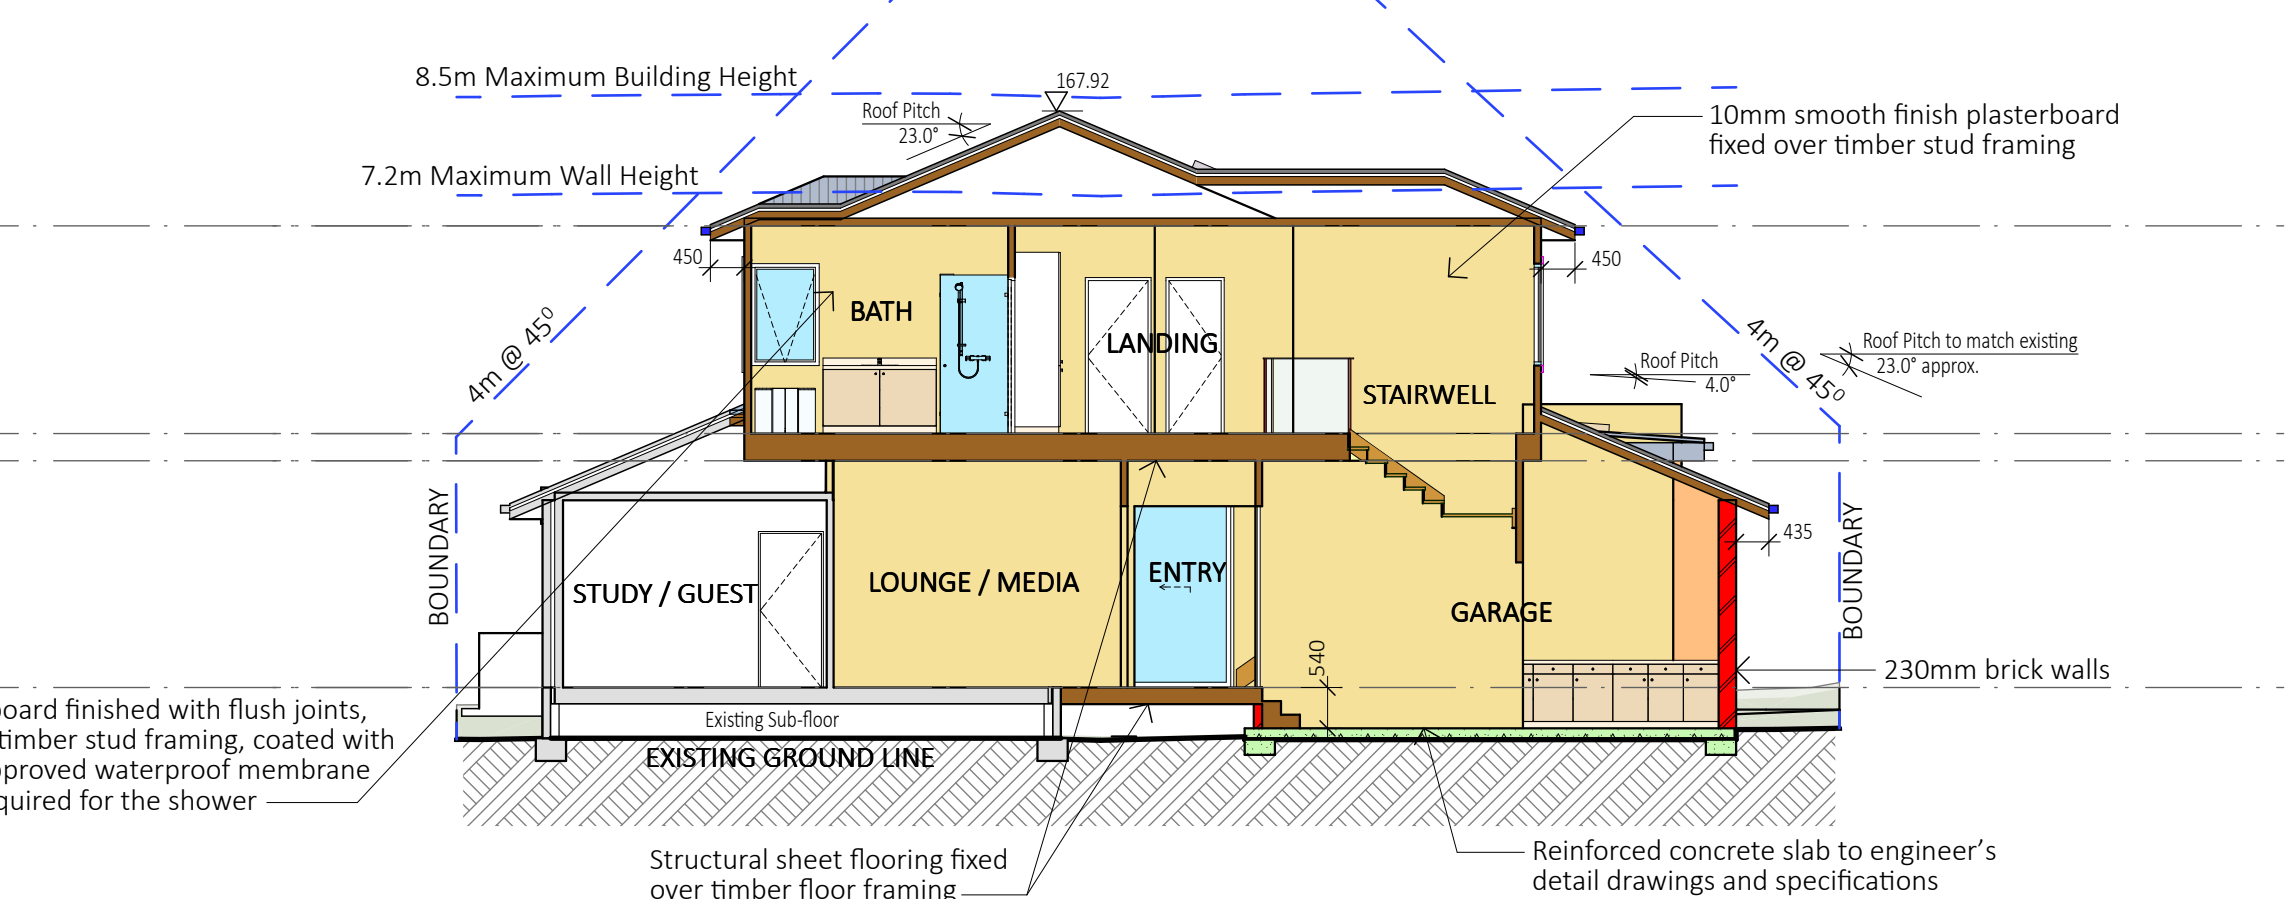 8.5m Maximum Building Height
167.92
Roof Pitch
23.0°
10mm smooth finish plasterboard
fixed over timber stud framing
7.2m Maximum Wall Height
450
450
BATH
LANDING
STAIRWELL
4m @ 45⁰
4m @ 45⁰
Roof Pitch
4.0°
Roof Pitch to match existing
23.0° approx.
BOUNDARY
BOUNDARY
435
STUDY / GUEST
LOUNGE / MEDIA
ENTRY
GARAGE
540
230mm brick walls
Existing Sub-floor
EXISTING GROUND LINE
board finished with flush joints,
timber stud framing, coated with
pproved waterproof membrane
quired for the shower
Structural sheet flooring fixed
over timber floor framing
Reinforced concrete slab to engineer’s
detail drawings and specifications